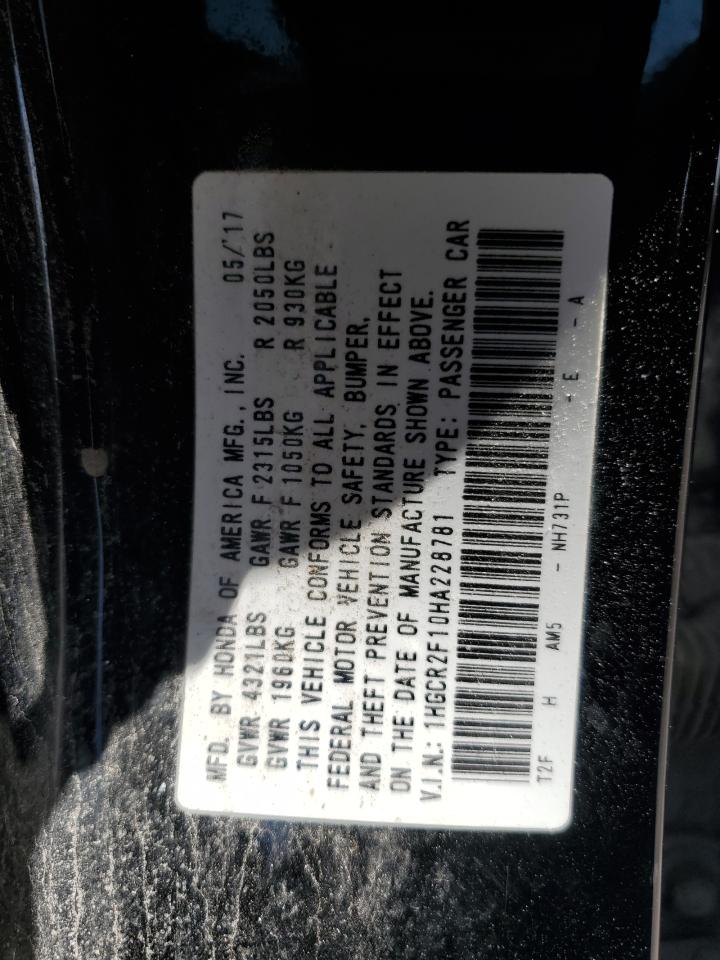 MFD. BY HONDA OF AMERICA MFG., INC. 05/'17
GVWR 4321LBS GAWR F 2315LBS R 2050LBS
GVWR 1960KG GAWR F 1050KG R 930KG
THIS VEHICLE CONFORMS TO ALL APPLICABLE
FEDERAL MOTOR VEHICLE SAFETY, BUMPER,
AND THEFT PREVENTION STANDARDS IN EFFECT
ON THE DATE OF MANUFACTURE SHOWN ABOVE.
V.I.N.: 1HGCR2F10HA228781 TYPE: PASSENGER CAR
T2F H AM5 - NH731P - E - A